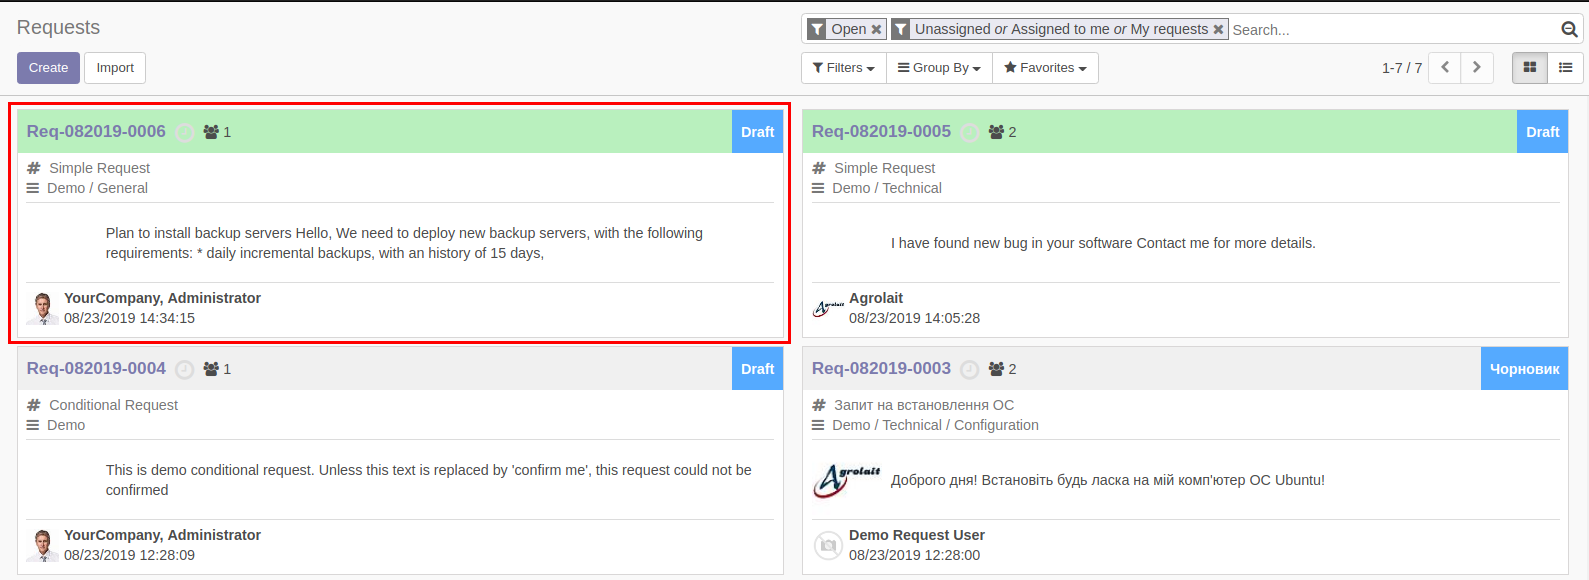 Requests
Open
Unassigned or Assigned to me or My requests
Search...
Create
Import
Filters
Group By
Favorites
1-7 / 7
Req-082019-0006
1
Draft
Simple Request
Demo / General
Plan to install backup servers Hello, We need to deploy new backup servers, with the following
requirements: * daily incremental backups, with an history of 15 days,
YourCompany, Administrator
08/23/2019 14:34:15
Req-082019-0005
2
Draft
Simple Request
Demo / Technical
I have found new bug in your software Contact me for more details.
Agrolait
Agrolait
08/23/2019 14:05:28
Req-082019-0004
1
Draft
Conditional Request
Demo
This is demo conditional request. Unless this text is replaced by 'confirm me', this request could not be
confirmed
YourCompany, Administrator
08/23/2019 12:28:09
Req-082019-0003
2
Чорновик
Запит на встановлення ОС
Demo / Technical / Configuration
Agrolait
Доброго дня! Встановіть будь ласка на мій комп'ютер ОС Ubuntu!
Demo Request User
08/23/2019 12:28:00